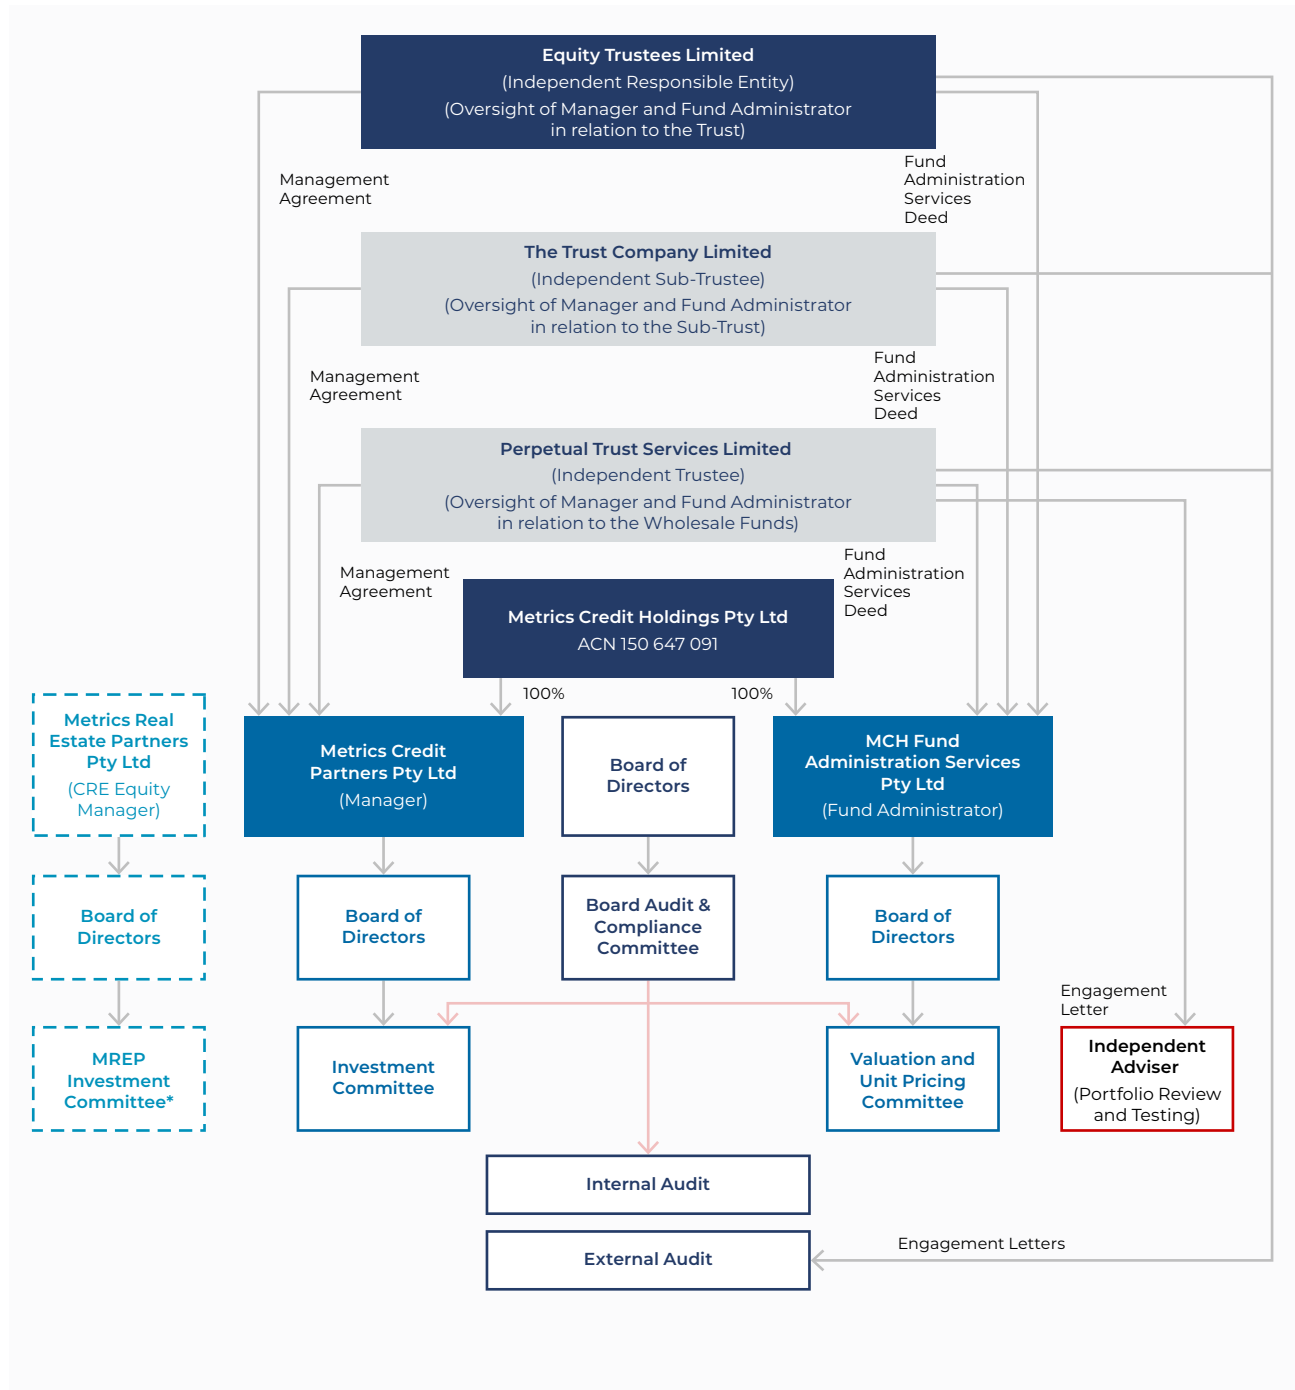 Equity Trustees Limited
(Independent Responsible Entity)
(Oversight of Manager and Fund Administrator
in relation to the Trust)
Management
Agreement
Fund
Administration
Services
Deed
The Trust Company Limited
(Independent Sub-Trustee)
(Oversight of Manager and Fund Administrator
in relation to the Sub-Trust)
Management
Agreement
Fund
Administration
Services
Deed
Perpetual Trust Services Limited
(Independent Trustee)
(Oversight of Manager and Fund Administrator
in relation to the Wholesale Funds)
Management
Agreement
Fund
Administration
Services
Deed
Metrics Credit Holdings Pty Ltd
ACN 150 647 091
100%
100%
Metrics Real
Estate Partners
Pty Ltd
(CRE Equity
Manager)
Metrics Credit
Partners Pty Ltd
(Manager)
Board of
Directors
MCH Fund
Administration Services
Pty Ltd
(Fund Administrator)
Board of
Directors
Board of
Directors
Board Audit &
Compliance
Committee
Board of
Directors
Engagement
Letter
MREP
Investment
Committee*
Investment
Committee
Valuation and
Unit Pricing
Committee
Independent
Adviser
(Portfolio Review
and Testing)
Internal Audit
External Audit
Engagement Letters